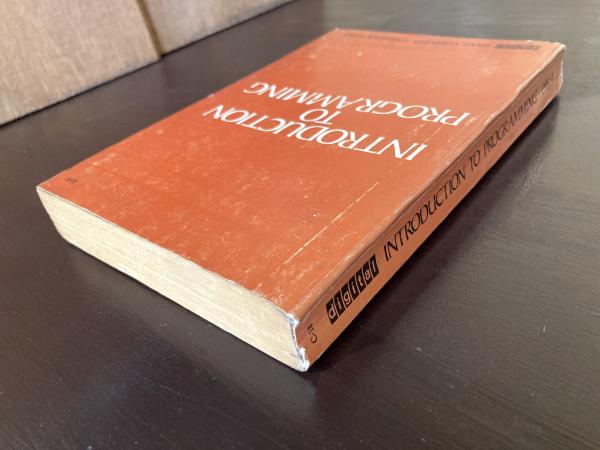 INTRODUCTION
TO
PROGRAMMING
digital INTRODUCTION TO PROGRAMMING